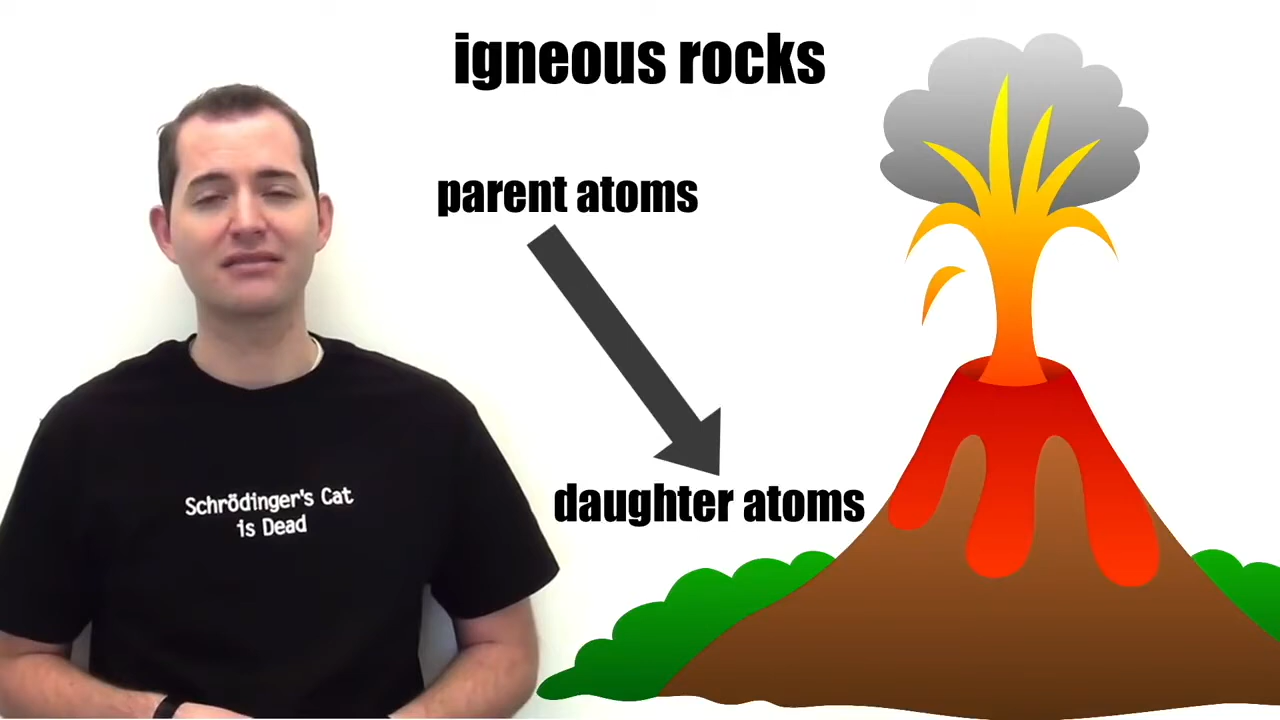 igneous rocks
parent atoms
daughter atoms
Schrödinger's Cat
is Dead